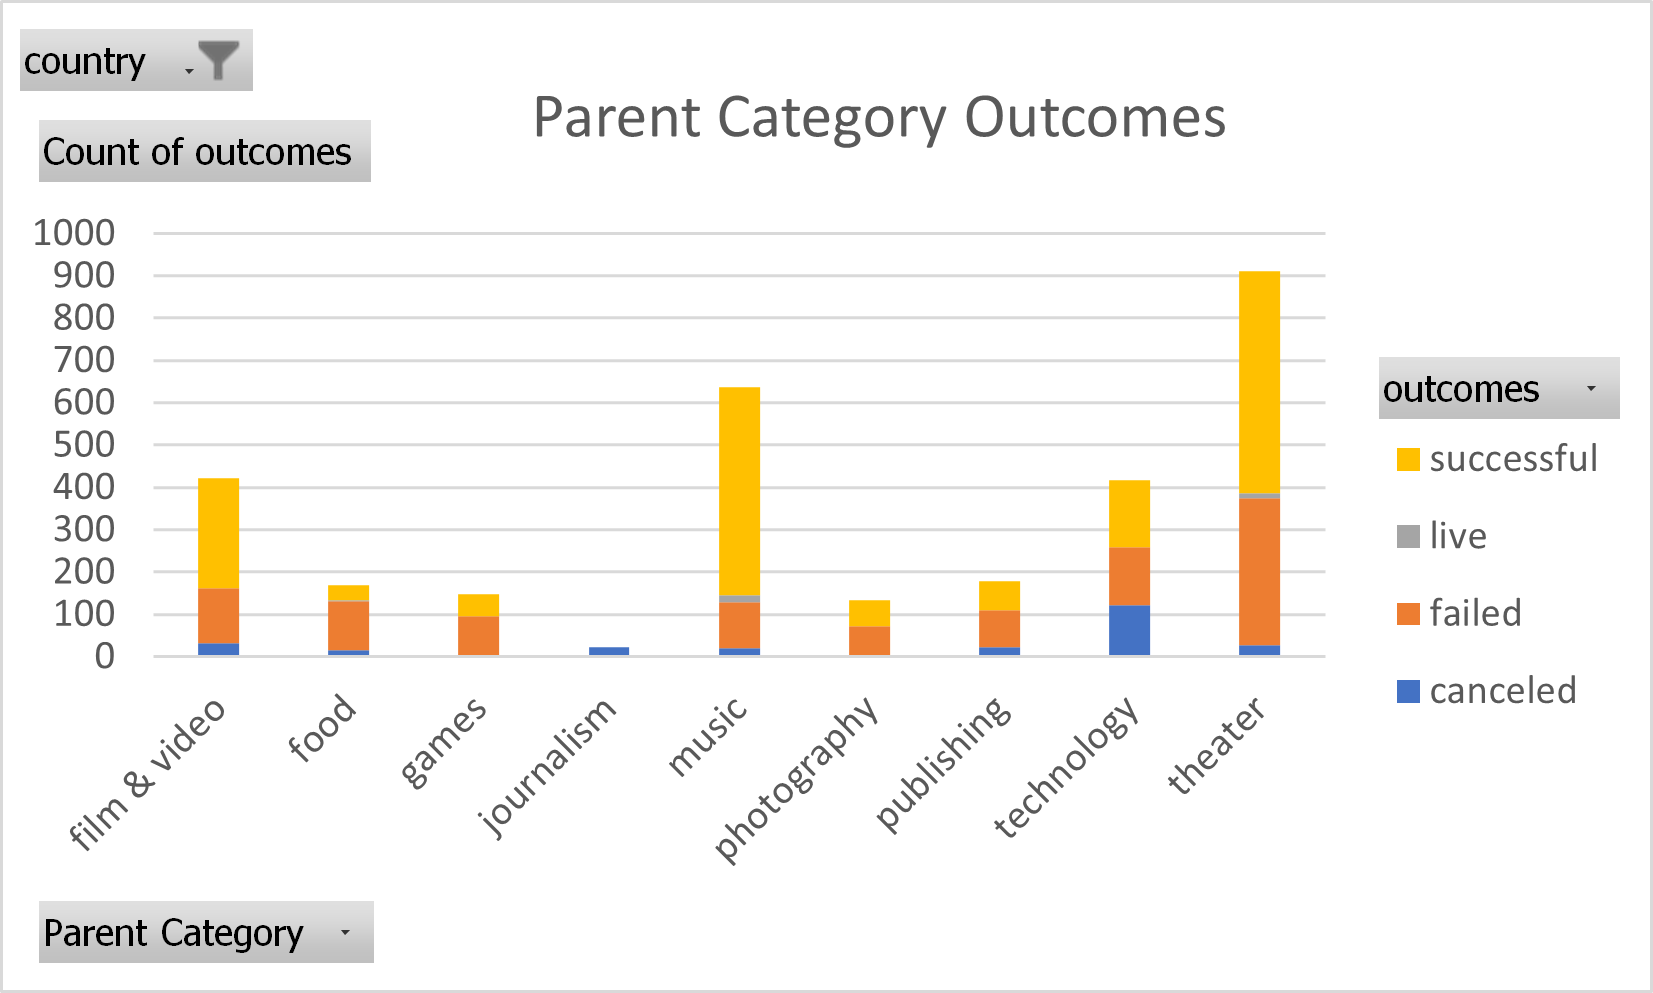 country
Parent Category Outcomes
Count of outcomes
1000
900
800
700
600
500
400
300
200
100
0
film & video
food
games
journalism
music
photography
publishing
technology
theater
outcomes
successful
live
failed
canceled
Parent Category